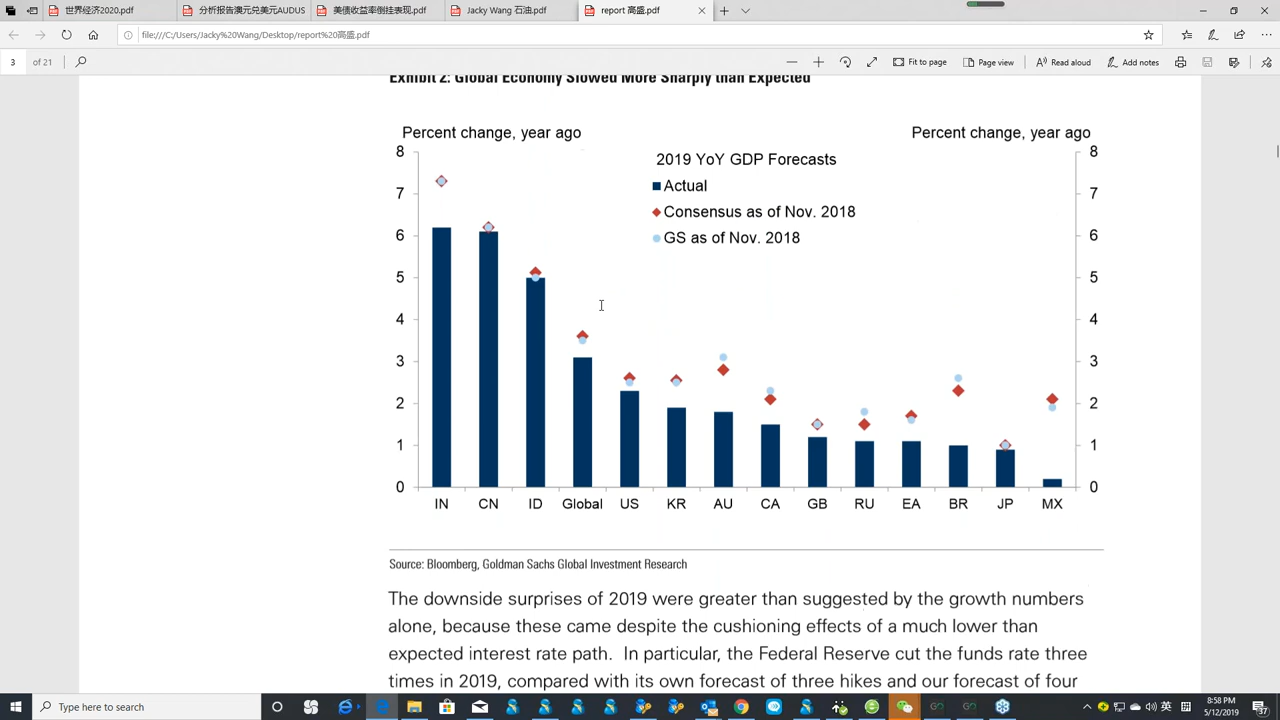 世界经济2020.pdf
分析报告澳元兑美元AUDUS
美债收益率倒挂表现.pdf
Jacky Wang 石油.pdf
report 高盛.pdf
file:///C:/Users/Jacky%20Wang/Desktop/report%20高盛.pdf
3 of 21
Fit to page
Page view
Read aloud
Add notes
Exhibit 2: Global Economy Slowed More Sharply than Expected
Percent change, year ago
Percent change, year ago
2019 YoY GDP Forecasts
Actual
Consensus as of Nov. 2018
GS as of Nov. 2018
8 8
7 7
6 6
5 5
4 4
3 3
2 2
1 1
0 0
IN CN ID Global US KR AU CA GB RU EA BR JP MX
Source: Bloomberg, Goldman Sachs Global Investment Research
The downside surprises of 2019 were greater than suggested by the growth numbers
alone, because these came despite the cushioning effects of a much lower than
expected interest rate path. In particular, the Federal Reserve cut the funds rate three
times in 2019, compared with its own forecast of three hikes and our forecast of four
Type here to search
8:58 PM
5/12/2019